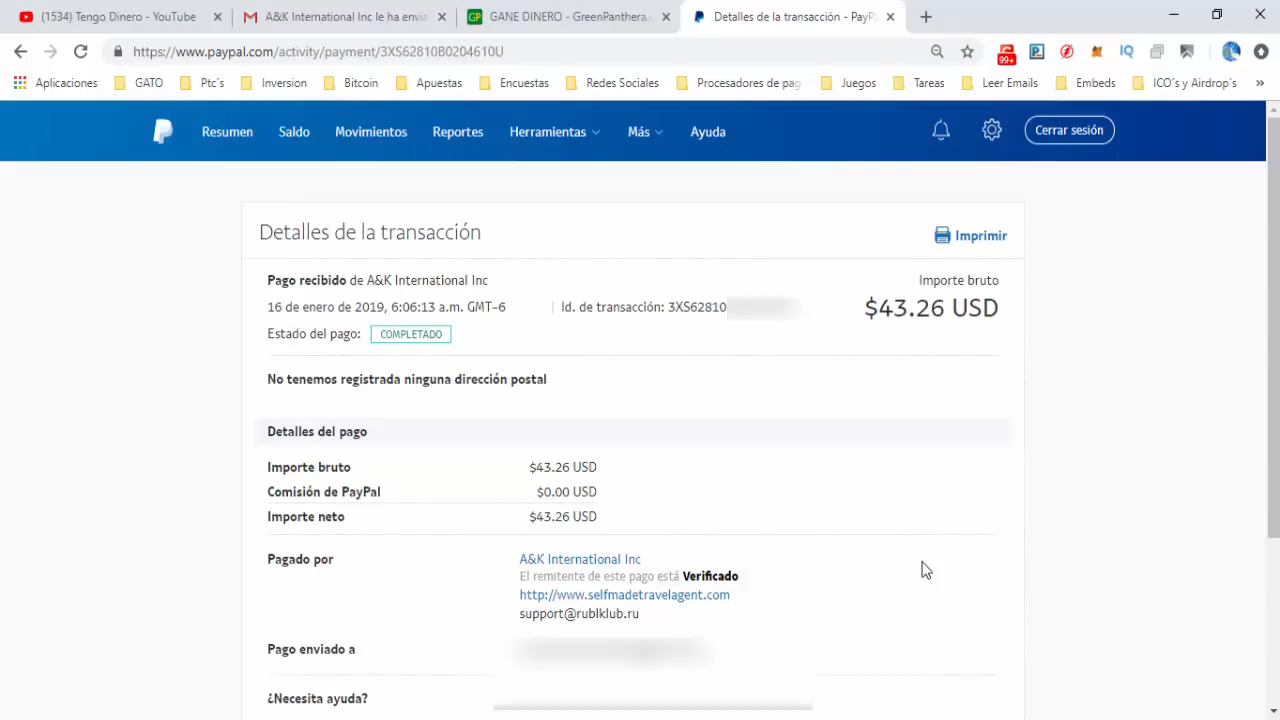 (1534) Tengo Dinero - YouTube
A&K International Inc le ha envia
GANE DINERO - GreenPanthera.
Detalles de la transacción - PayP
https://www.paypal.com/activity/payment/3XS62810B0204610U
99+
IQ
Aplicaciones
GATO
Ptc´s
Inversion
Bitcoin
Apuestas
Encuestas
Redes Sociales
Procesadores de pag
Juegos
Tareas
Leer Emails
Embeds
ICO´s y Airdrop´s
»
Resumen
Saldo
Movimientos
Reportes
Herramientas
Más
Ayuda
Cerrar sesión
Detalles de la transacción
Imprimir
Pago recibido de A&K International Inc
Importe bruto
16 de enero de 2019, 6:06:13 a.m. GMT-6 | Id. de transacción: 3XS62810
$43.26 USD
Estado del pago: COMPLETADO
No tenemos registrada ninguna dirección postal
Detalles del pago
Importe bruto $43.26 USD
Comisión de PayPal $0.00 USD
Importe neto $43.26 USD
Pagado por A&K International Inc
El remitente de este pago está Verificado
http://www.selfmadetravelagent.com
support@rublklub.ru
Pago enviado a
¿Necesita ayuda?